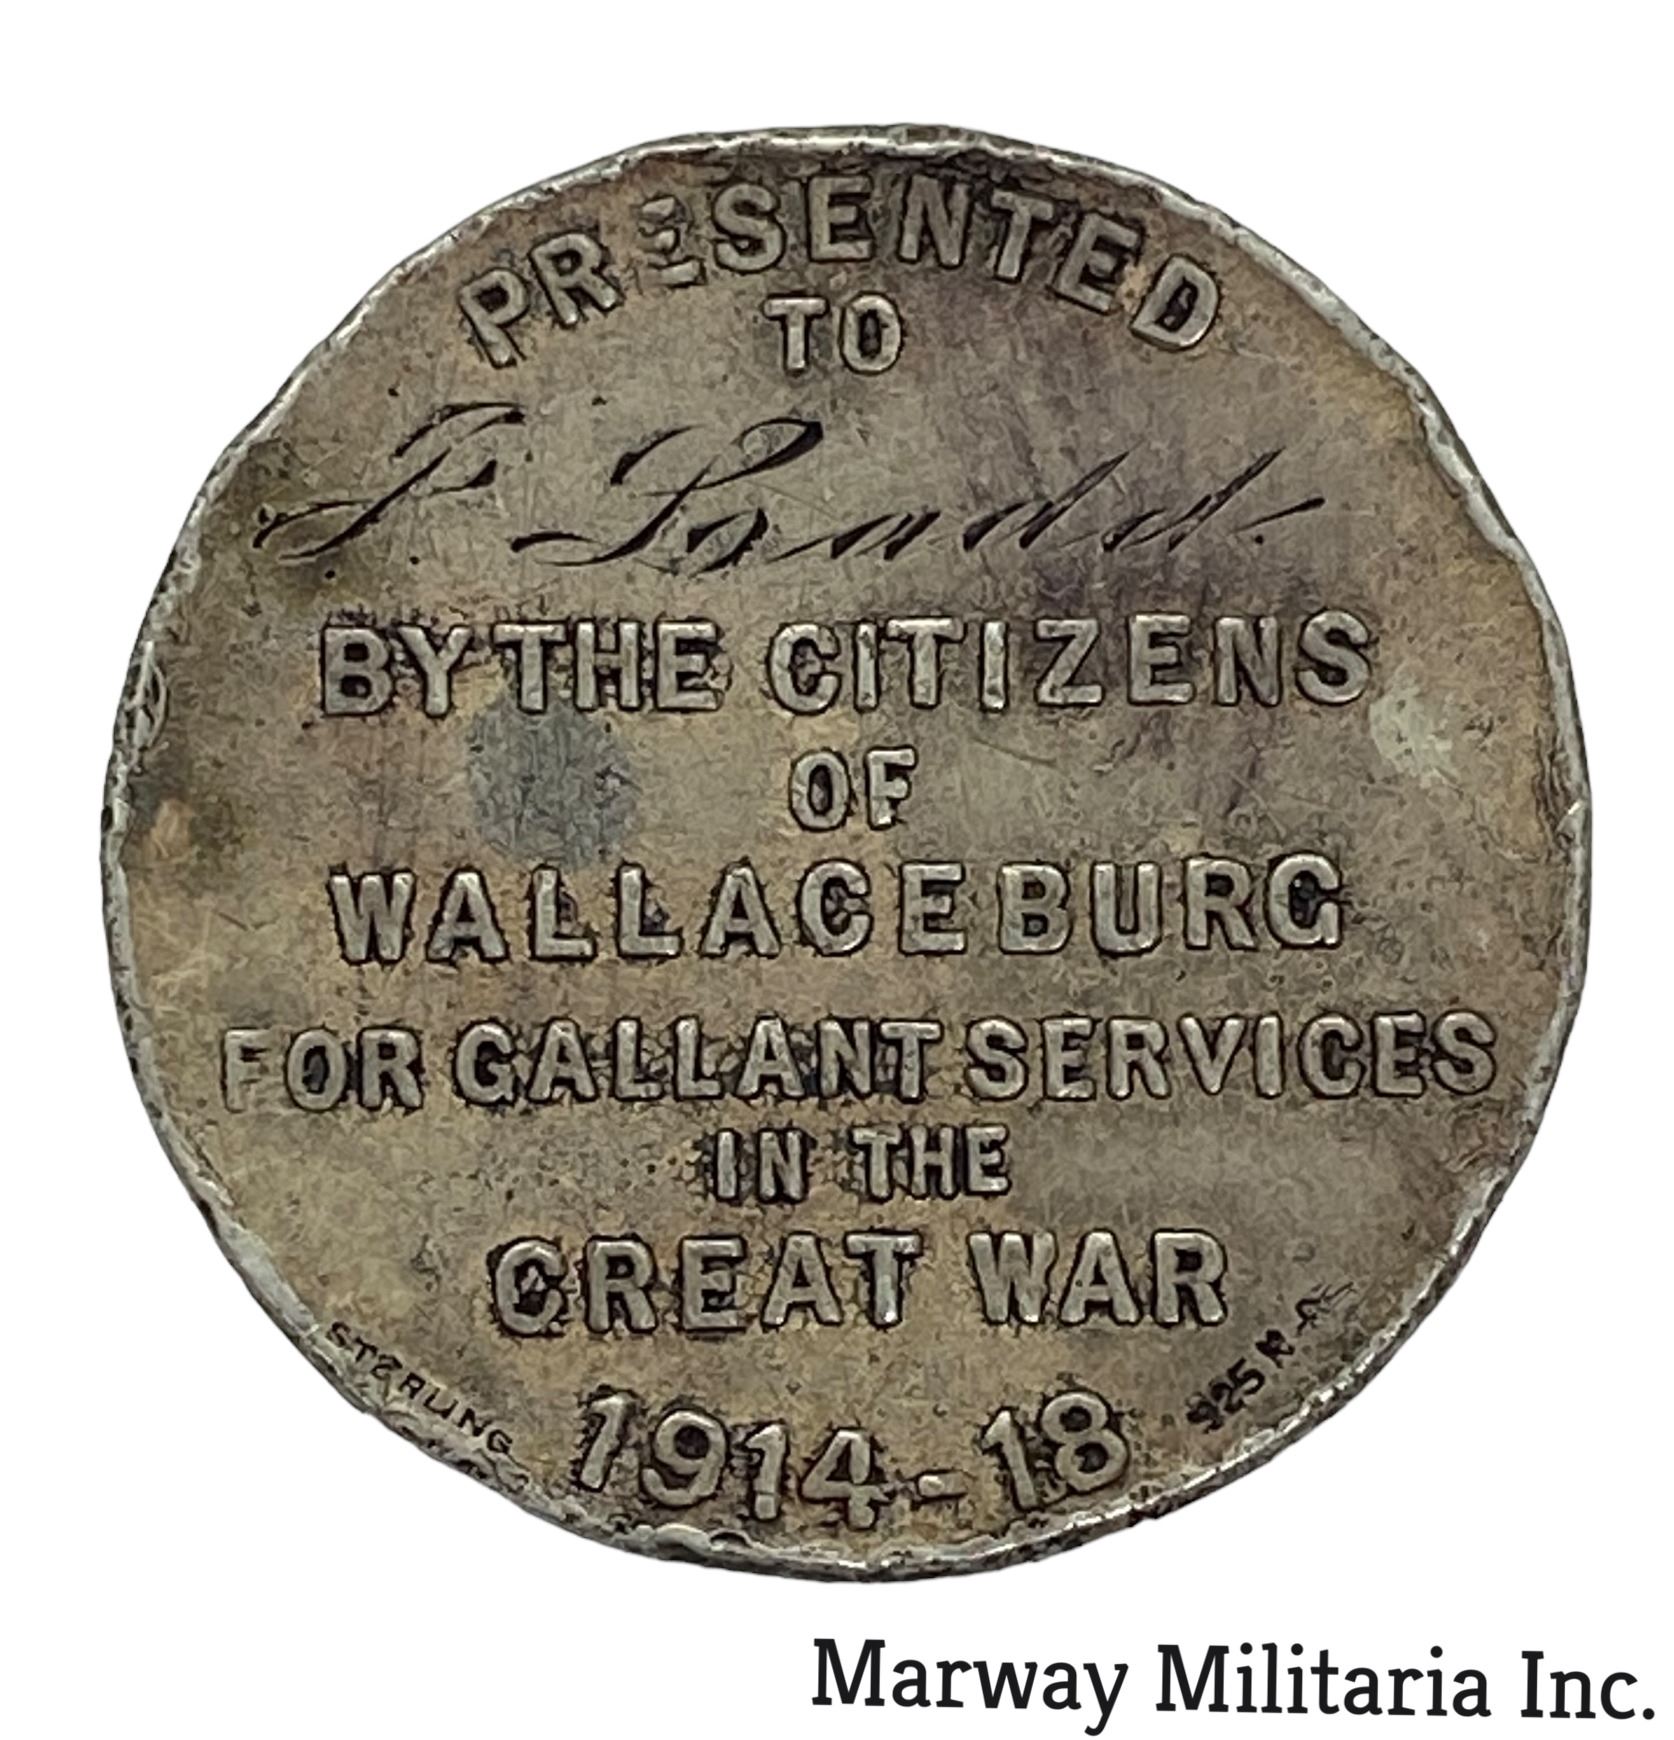 PRESENTED
TO
BY THE CITIZENS
OF
WALLACEBURG
FOR GALLANT SERVICES
IN THE
GREAT WAR
1914-18
STERLING
925
Marway Militaria Inc.